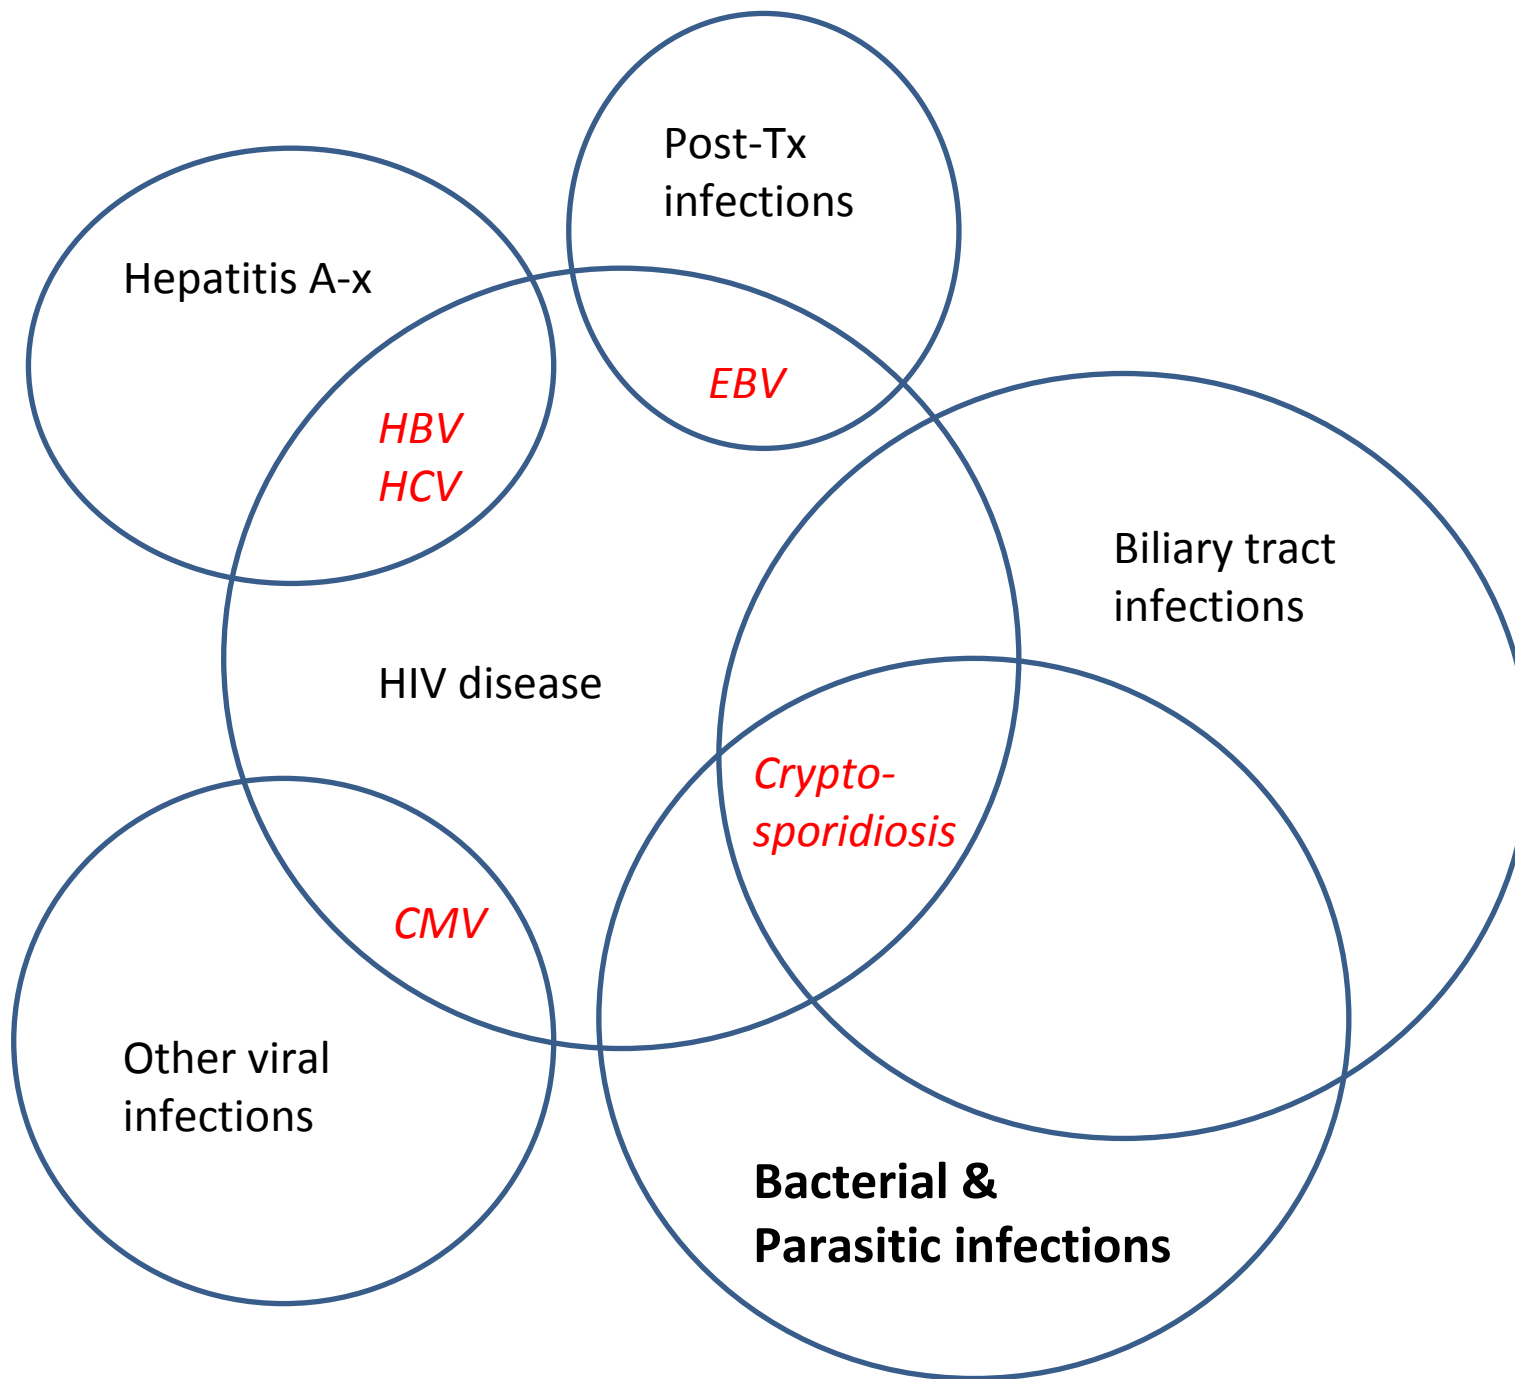 Post-Tx
infections
Hepatitis A-x
EBV
HBV
HCV
Biliary tract
infections
HIV disease
Crypto-
sporidiosis
CMV
Other viral
infections
Bacterial &
Parasitic infections